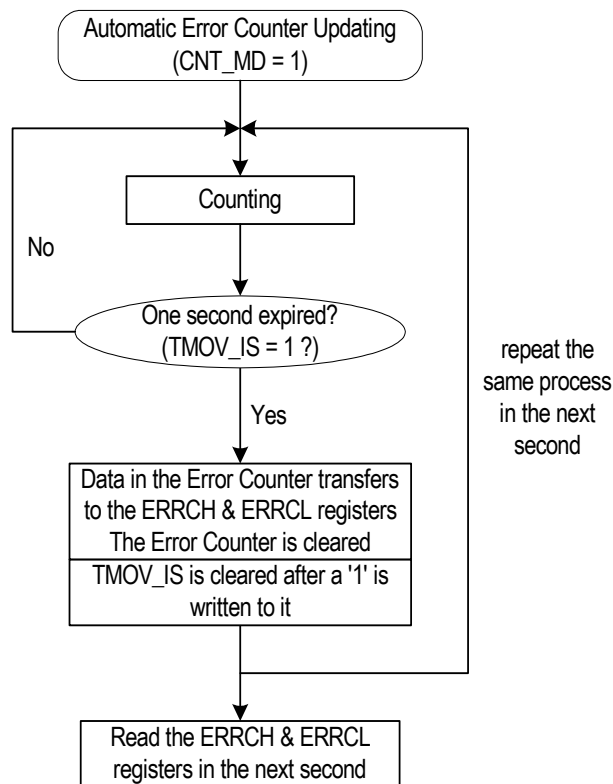 Automatic Error Counter Updating
(CNT_MD = 1)
Counting
No
One second expired?
(TMOV_IS = 1 ?)
Yes
repeat the
same process
in the next
second
Data in the Error Counter transfers
to the ERRCH & ERRCL registers
The Error Counter is cleared
TMOV_IS is cleared after a '1' is
written to it
Read the ERRCH & ERRCL
registers in the next second